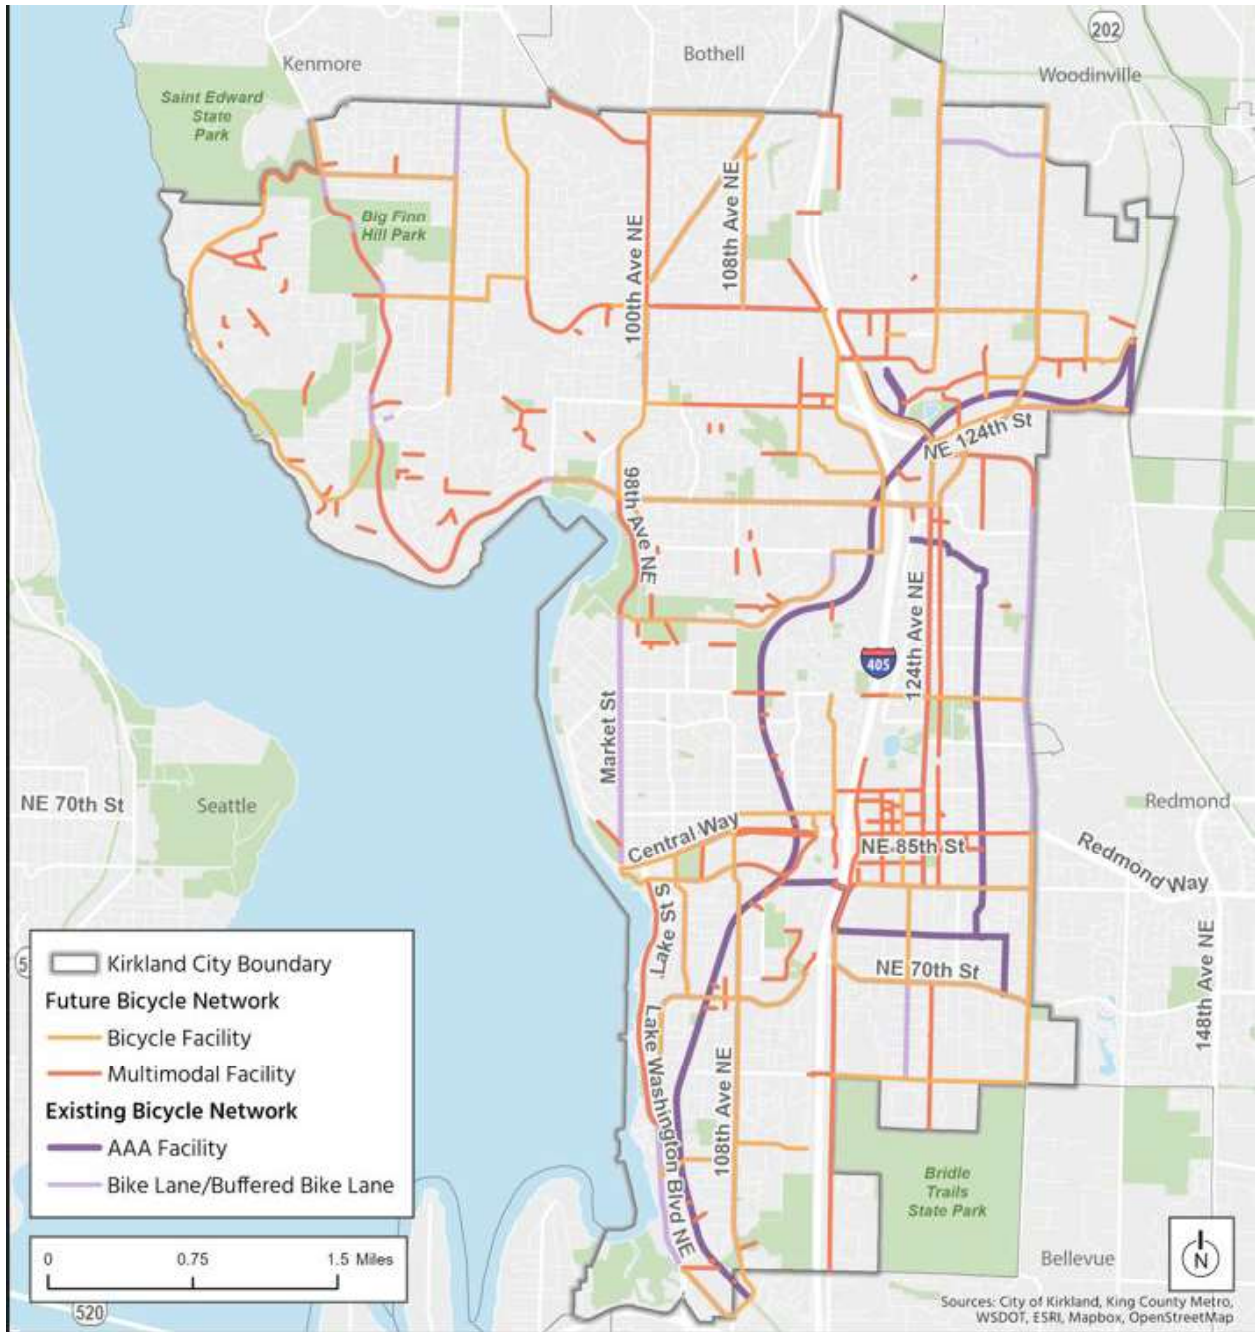 Kenmore
Bothell
202
Woodinville
Saint Edward
State
Park
Big Finn
Hill Park
100th Ave NE
108th Ave NE
NE 124th St
98th Ave NE
124th Ave NE
405
Market St
NE 70th St
Seattle
Redmond
Central Way
NE 85th St
Redmond Way
Lake St S
NE 70th St
148th Ave NE
Lake Washington Blvd NE
108th Ave NE
Bridle
Trails
State Park
Bellevue
5
Kirkland City Boundary
Future Bicycle Network
Bicycle Facility
Multimodal Facility
Existing Bicycle Network
AAA Facility
Bike Lane/Buffered Bike Lane
0 0.75 1.5 Miles
520
N
Sources: City of Kirkland, King County Metro,
WSDOT, ESRI, Mapbox, OpenStreetMap